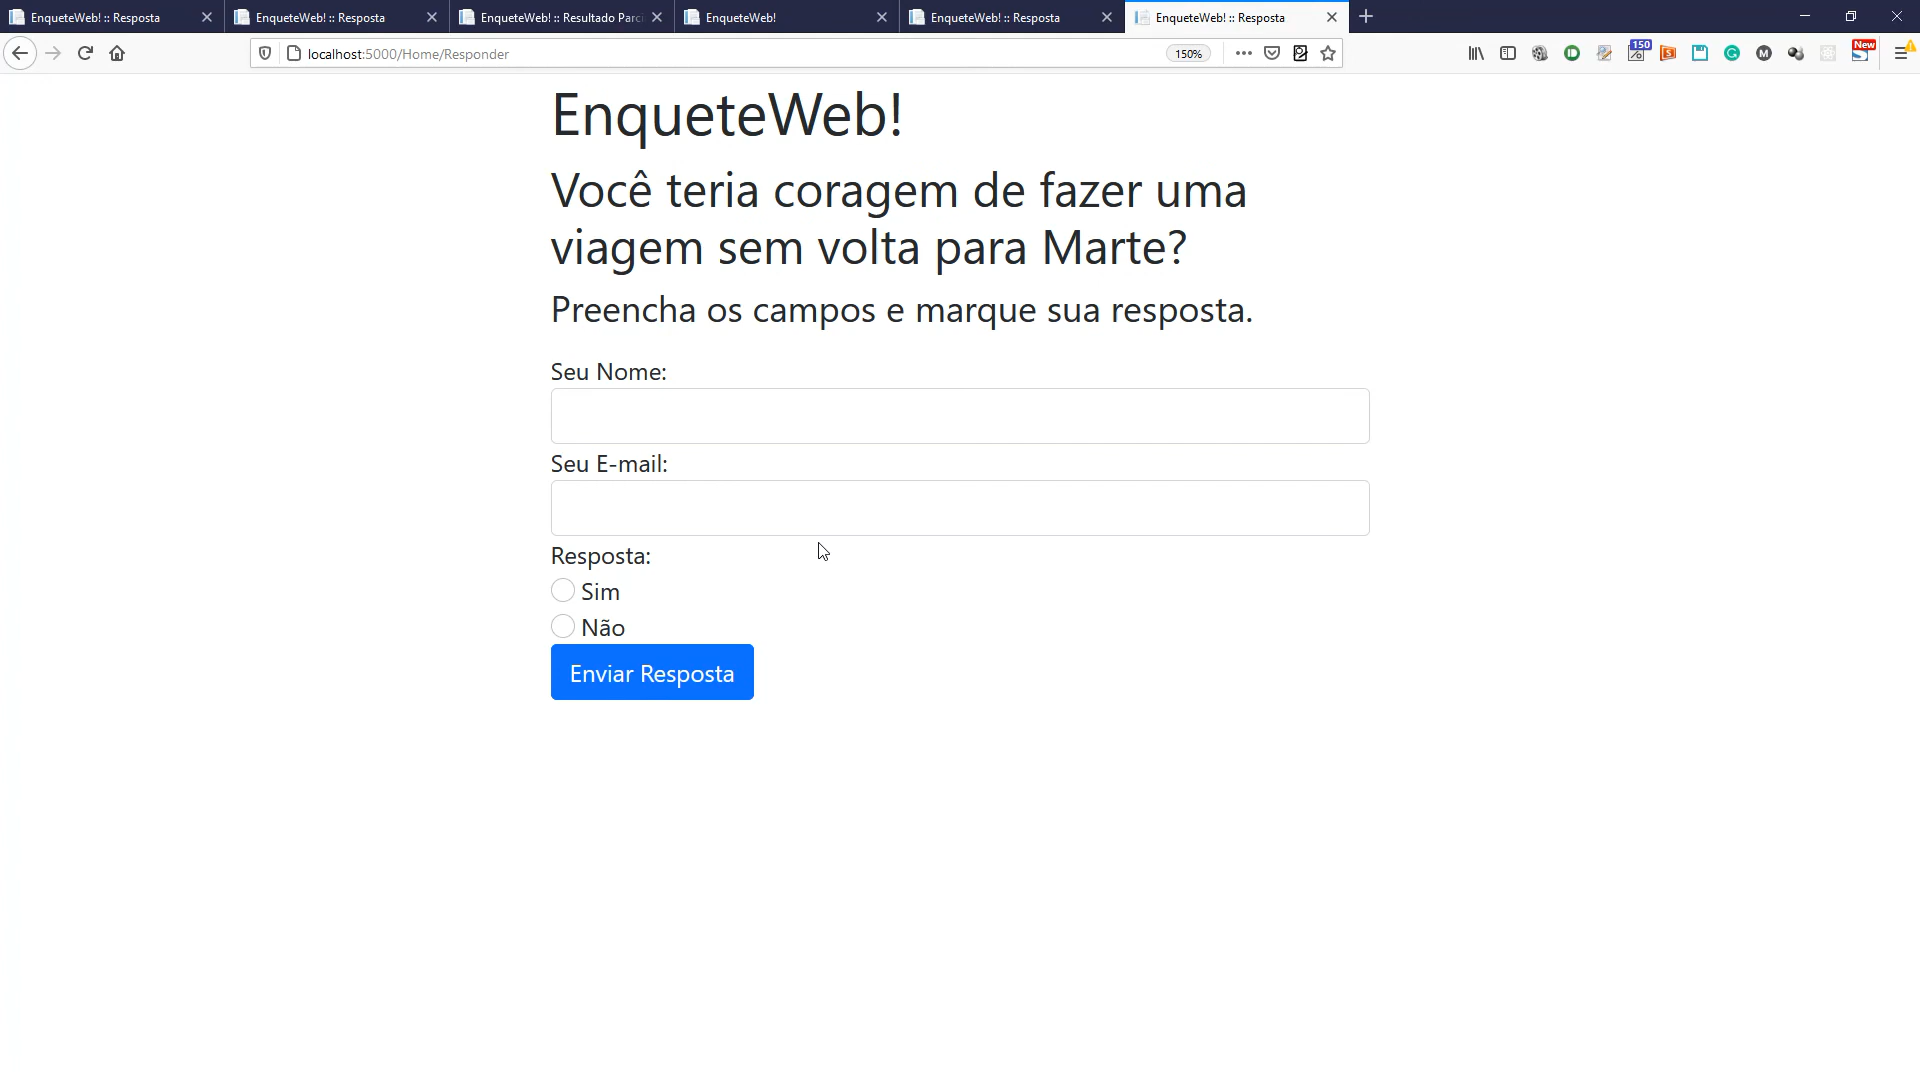 EnqueteWeb! :: Resposta
EnqueteWeb! :: Resposta
EnqueteWeb! :: Resultado Parci
EnqueteWeb!
EnqueteWeb! :: Resposta
EnqueteWeb! :: Resposta
localhost:5000/Home/Responder
150%
150
New
EnqueteWeb!
Você teria coragem de fazer uma
viagem sem volta para Marte?
Preencha os campos e marque sua resposta.
Seu Nome:
Seu E-mail:
Resposta:
Sim
Não
Enviar Resposta